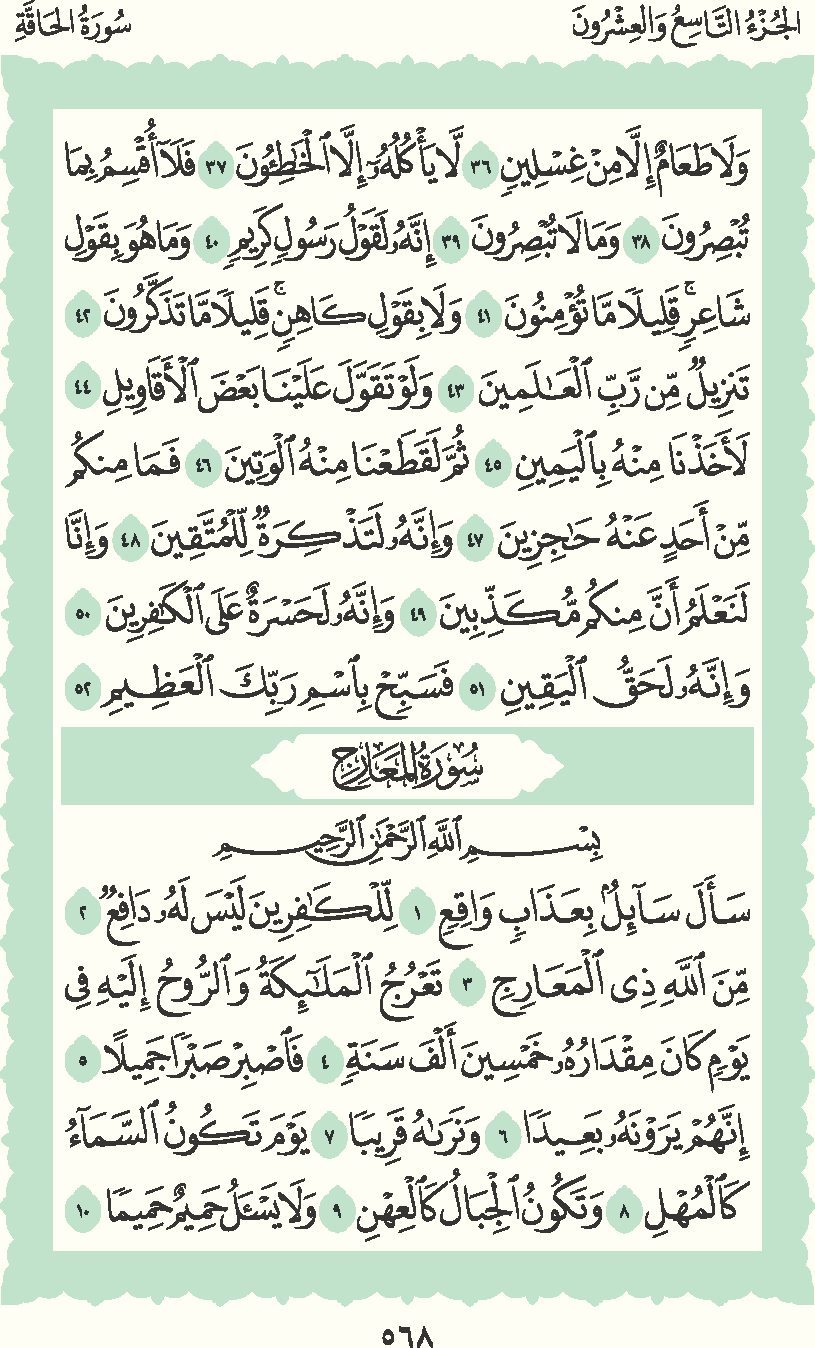 الجُزْءُ التَّاسِعُ وَالعِشْرُونَ
سُورَةُ الحَاقَّةِ
وَلَا طَعَامٌ إِلَّا مِنْ غِسْلِينٍ ٣٦ لَّا يَأْكُلُهُۥٓ إِلَّا ٱلْخَٰطِـُٔونَ ٣٧ فَلَآ أُقْسِمُ بِمَا
تُبْصِرُونَ ٣٨ وَمَا لَا تُبْصِرُونَ ٣٩ إِنَّهُۥ لَقَوْلُ رَسُولٍ كَرِيمٍ ٤٠ وَمَا هُوَ بِقَوْلِ
شَاعِرٍۚ قَلِيلًا مَّا تُؤْمِنُونَ ٤١ وَلَا بِقَوْلِ كَاهِنٍۚ قَلِيلًا مَّا تَذَكَّرُونَ ٤٢
تَنزِيلٌ مِّن رَّبِّ ٱلْعَٰلَمِينَ ٤٣ وَلَوْ تَقَوَّلَ عَلَيْنَا بَعْضَ ٱلْأَقَاوِيلِ ٤٤
لَأَخَذْنَا مِنْهُ بِٱلْيَمِينِ ٤٥ ثُمَّ لَقَطَعْنَا مِنْهُ ٱلْوَتِينَ ٤٦ فَمَا مِنكُم
مِّنْ أَحَدٍ عَنْهُ حَٰجِزِينَ ٤٧ وَإِنَّهُۥ لَتَذْكِرَةٌ لِّلْمُتَّقِينَ ٤٨ وَإِنَّا
لَنَعْلَمُ أَنَّ مِنكُم مُّكَذِّبِينَ ٤٩ وَإِنَّهُۥ لَحَسْرَةٌ عَلَى ٱلْكَٰفِرِينَ ٥٠
وَإِنَّهُۥ لَحَقُّ ٱلْيَقِينِ ٥١ فَسَبِّحْ بِٱسْمِ رَبِّكَ ٱلْعَظِيمِ ٥٢
سُورَةُ المَعَارِجِ
بِسْمِ ٱللَّهِ ٱلرَّحْمَٰنِ ٱلرَّحِيمِ
سَأَلَ سَآئِلٌۢ بِعَذَابٍ وَاقِعٍ ١ لِّلْكَٰفِرِينَ لَيْسَ لَهُۥ دَافِعٌ ٢
مِّنَ ٱللَّهِ ذِى ٱلْمَعَارِجِ ٣ تَعْرُجُ ٱلْمَلَٰٓئِكَةُ وَٱلرُّوحُ إِلَيْهِ فِى
يَوْمٍ كَانَ مِقْدَارُهُۥ خَمْسِينَ أَلْفَ سَنَةٍ ٤ فَٱصْبِرْ صَبْرًا جَمِيلًا ٥
إِنَّهُمْ يَرَوْنَهُۥ بَعِيدًا ٦ وَنَرَىٰهُ قَرِيبًا ٧ يَوْمَ تَكُونُ ٱلسَّمَآءُ
كَٱلْمُهْلِ ٨ وَتَكُونُ ٱلْجِبَالُ كَٱلْعِهْنِ ٩ وَلَا يَسْـَٔلُ حَمِيمٌ حَمِيمًا ١٠
٥٦٨